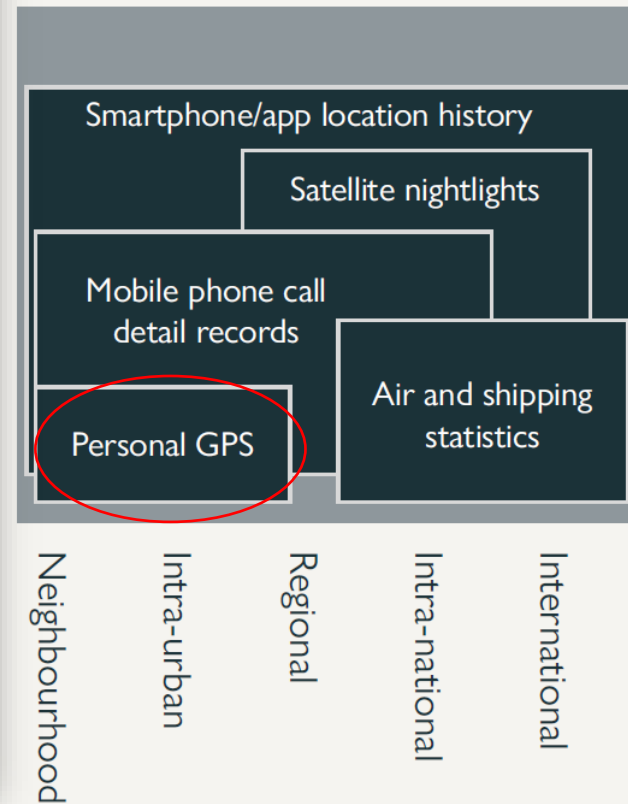 Smartphone/app location history
Satellite nightlights
Mobile phone call
detail records
Air and shipping
statistics
Personal GPS
Neighbourhood
Intra-urban
Regional
Intra-national
International